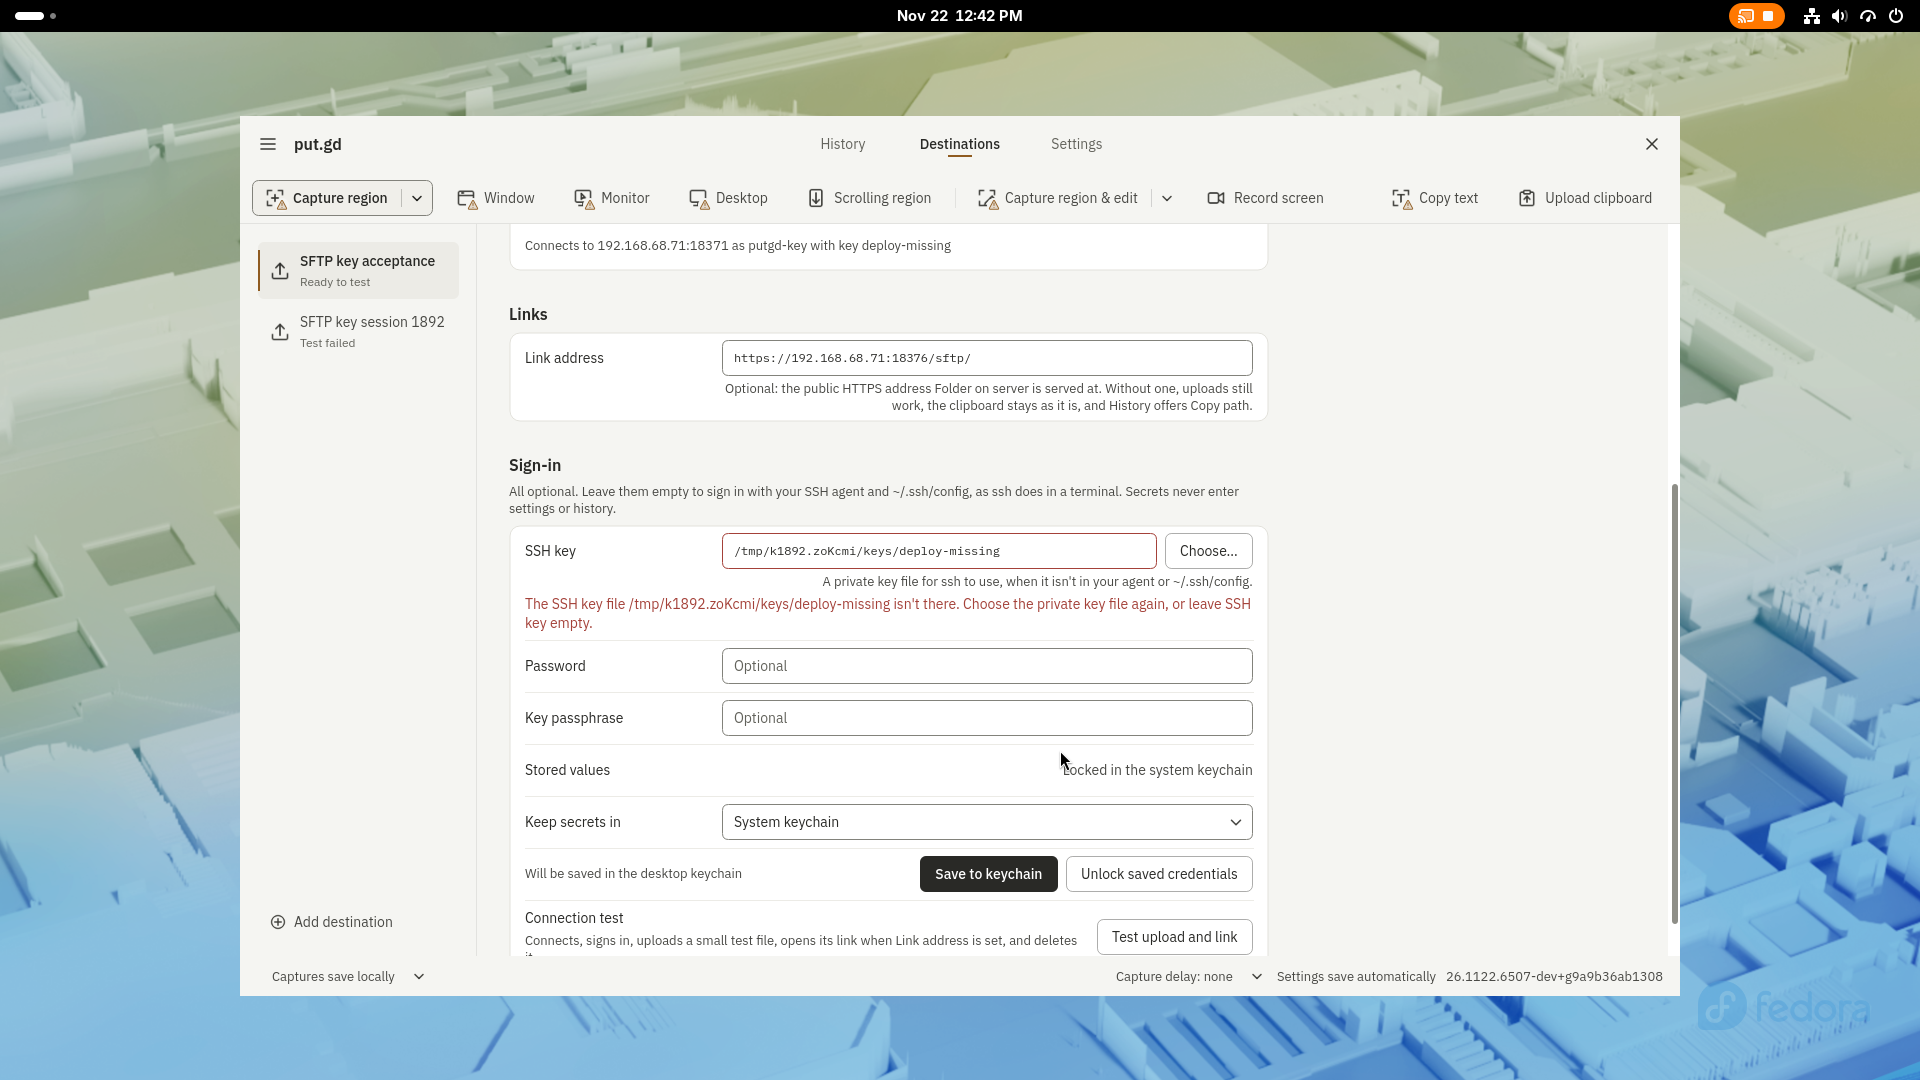 Nov 22 12:42 PM
put.gd
History
Destinations
Settings
Capture region
Window
Monitor
Desktop
Scrolling region
Capture region & edit
Record screen
Copy text
Upload clipboard
SFTP key acceptance
Ready to test
SFTP key session 1892
Test failed
Add destination
Connects to 192.168.68.71:18371 as putgd-key with key deploy-missing
Links
Link address
https://192.168.68.71:18376/sftp/
Optional: the public HTTPS address Folder on server is served at. Without one, uploads still
work, the clipboard stays as it is, and History offers Copy path.
Sign-in
All optional. Leave them empty to sign in with your SSH agent and ~/.ssh/config, as ssh does in a terminal. Secrets never enter
settings or history.
SSH key
/tmp/k1892.zoKcmi/keys/deploy-missing
Choose...
A private key file for ssh to use, when it isn't in your agent or ~/.ssh/config.
The SSH key file /tmp/k1892.zoKcmi/keys/deploy-missing isn't there. Choose the private key file again, or leave SSH
key empty.
Password
Optional
Key passphrase
Optional
Stored values
Locked in the system keychain
Keep secrets in
System keychain
Will be saved in the desktop keychain
Save to keychain
Unlock saved credentials
Connection test
Connects, signs in, uploads a small test file, opens its link when Link address is set, and deletes
Test upload and link
Captures save locally
Capture delay: none
Settings save automatically
26.1122.6507-dev+g9a9b36ab1308
fedora